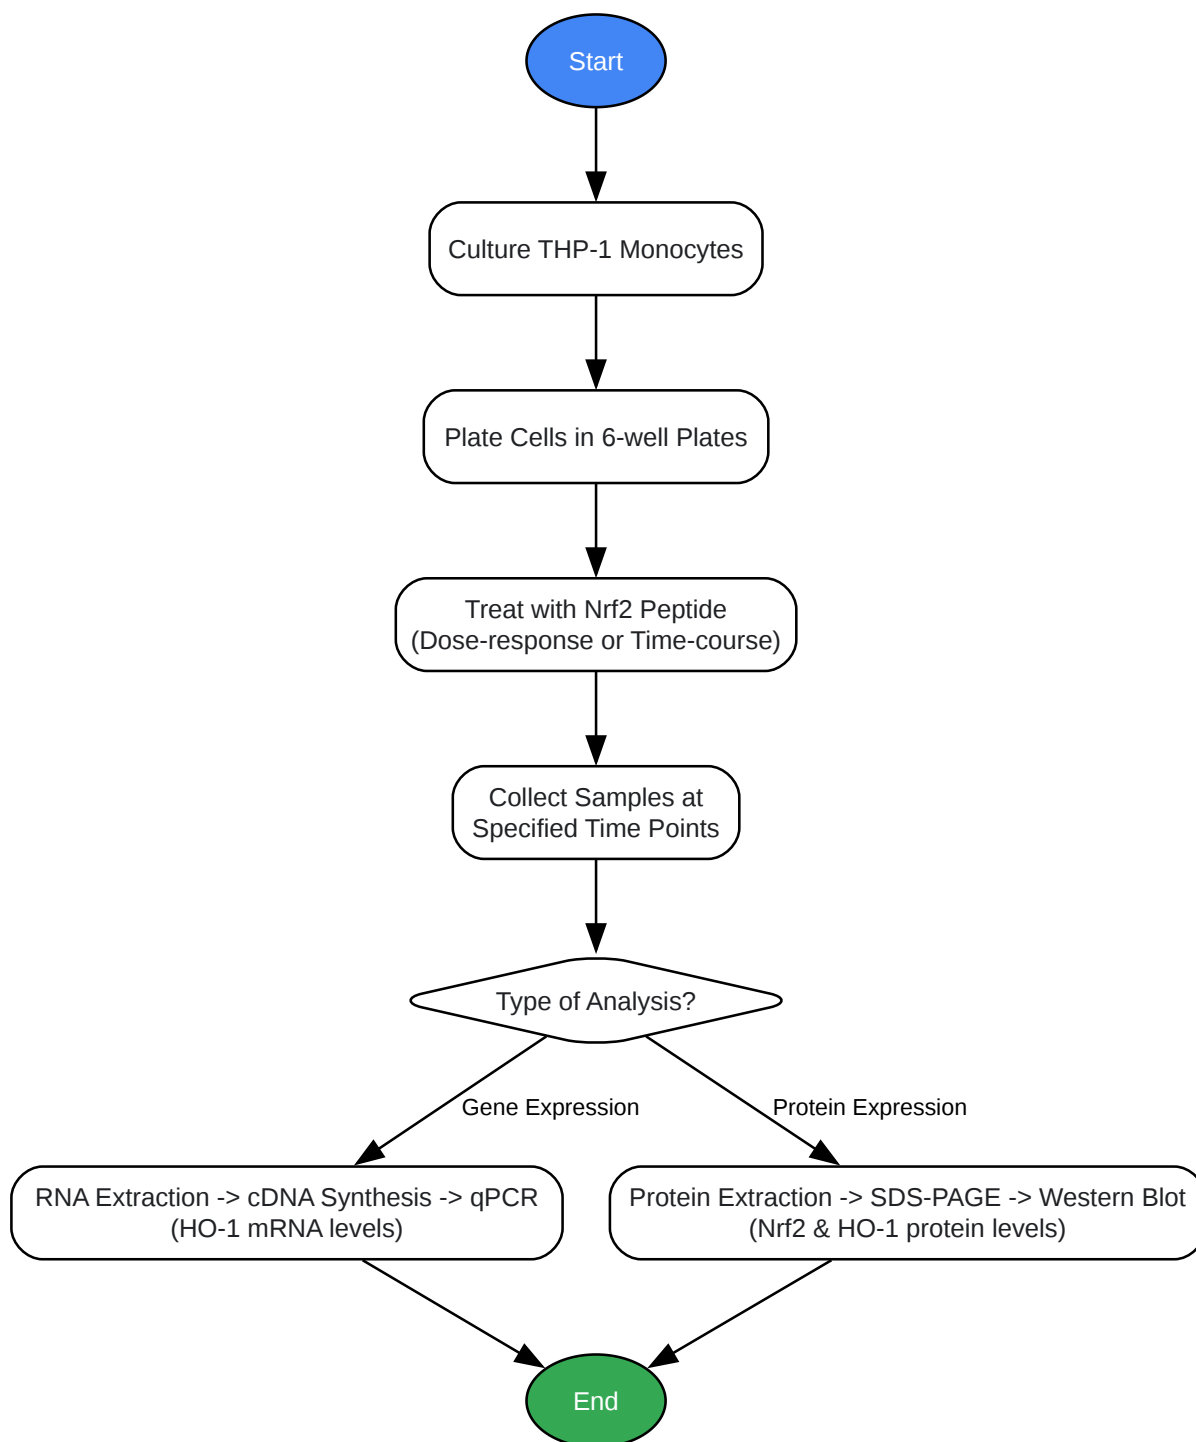 Start
Culture THP-1 Monocytes
Plate Cells in 6-well Plates
Treat with Nrf2 Peptide
(Dose-response or Time-course)
Collect Samples at
Specified Time Points
Type of Analysis?
Gene Expression
Protein Expression
RNA Extraction -> cDNA Synthesis -> qPCR
(HO-1 mRNA levels)
Protein Extraction -> SDS-PAGE -> Western Blot
(Nrf2 & HO-1 protein levels)
End